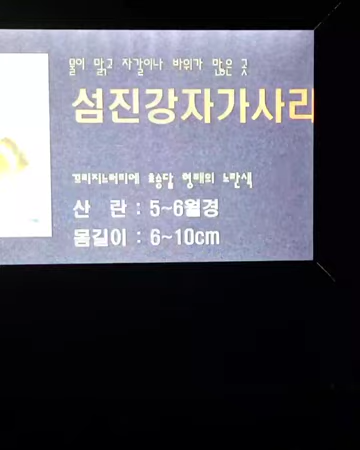 물이 맑고 자갈이나 바위가 많은 곳
섬진강자가사리
꼬리지느러미에 초승달 형태의 노란색
산 란 : 5~6월경
몸길이 : 6~10cm